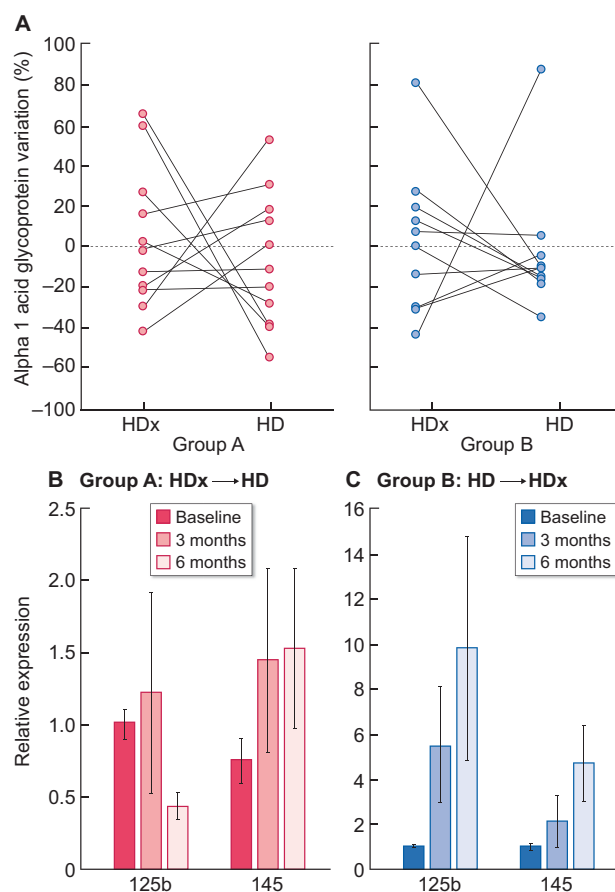 A
Alpha 1 acid glycoprotein variation (%)
100
80
60
40
20
0
–20
–40
–60
–100
HDx
HD
Group A
HDx
HD
Group B
B Group A: HDx → HD
Relative expression
2.5
2.0
1.5
1.0
0.5
0
Baseline
3 months
6 months
125b
145
C Group B: HD → HDx
16
14
12
10
8
6
4
2
0
Baseline
3 months
6 months
125b
145